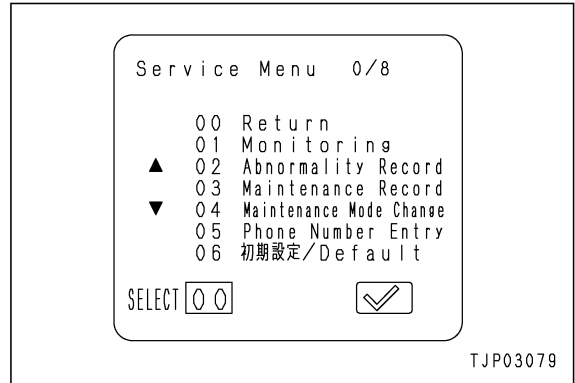 Service Menu 0/8
00 Return
01 Monitoring
▲ 02 Abnormality Record
03 Maintenance Record
▼ 04 Maintenance Mode Change
05 Phone Number Entry
06 初期設定/Default
SELECT 00
TJP03079